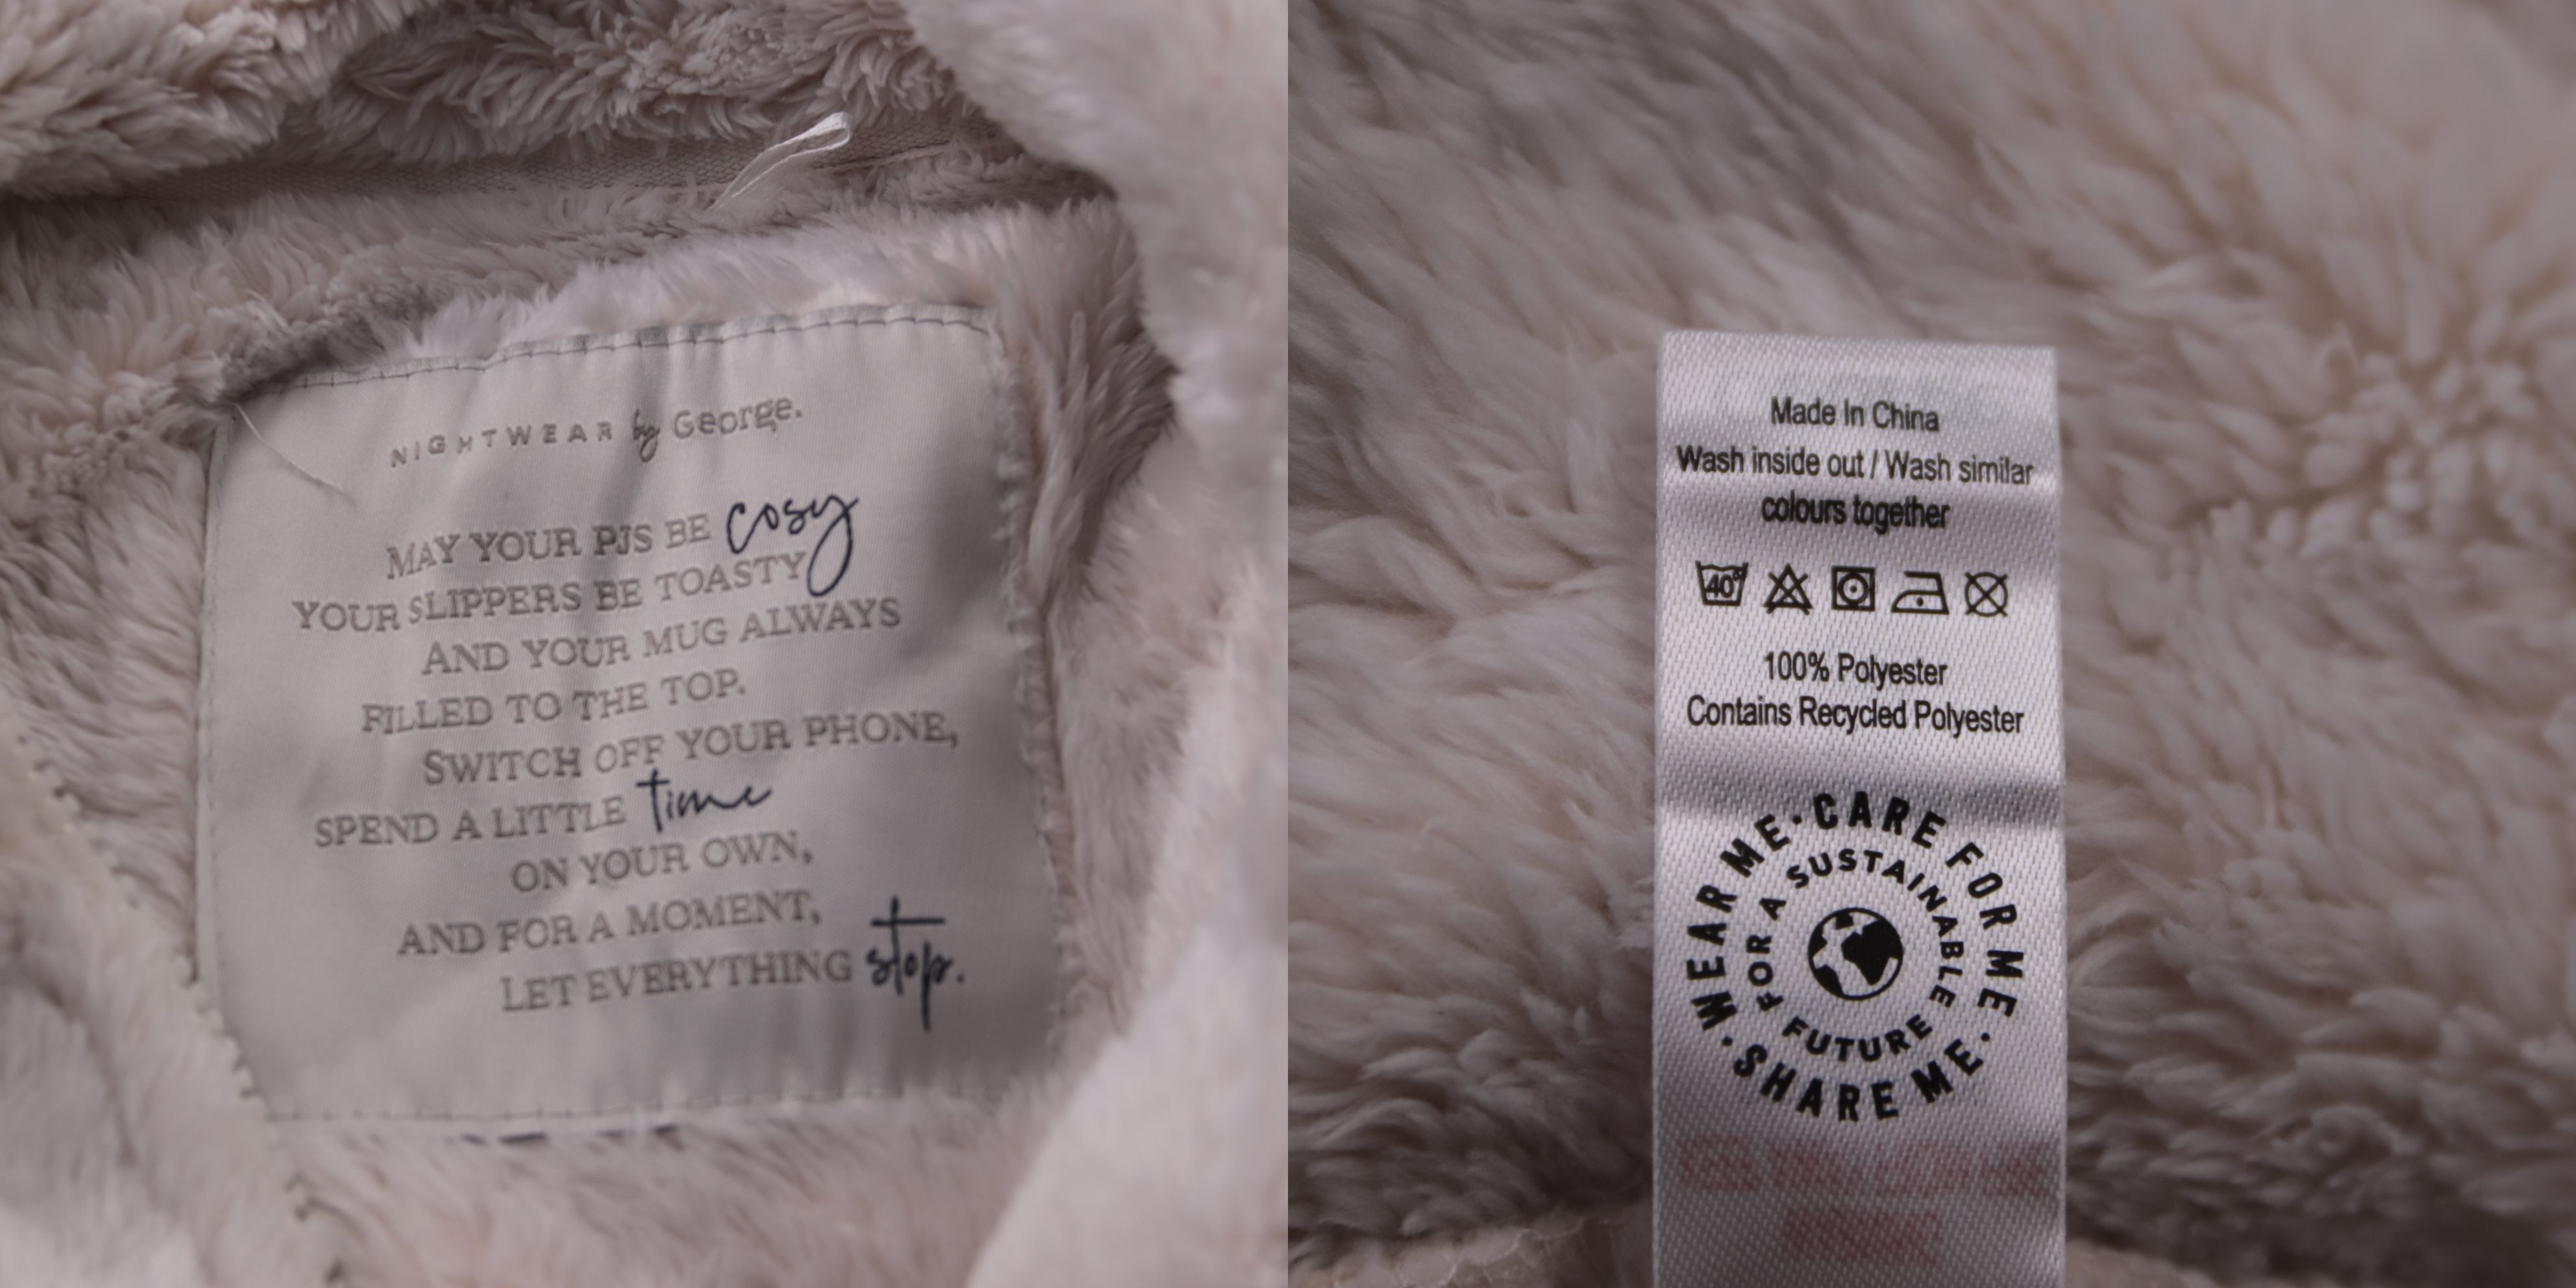 NIGHTWEAR by George.
MAY YOUR PJS BE cosy
YOUR SLIPPERS BE TOASTY
AND YOUR MUG ALWAYS
FILLED TO THE TOP.
SWITCH OFF YOUR PHONE,
SPEND A LITTLE time
ON YOUR OWN,
AND FOR A MOMENT,
LET EVERYTHING stop.
Made In China
Wash inside out / Wash similar
colours together
40°
100% Polyester
Contains Recycled Polyester
WEAR ME · CARE FOR ME · SHARE ME ·
FOR A SUSTAINABLE FUTURE